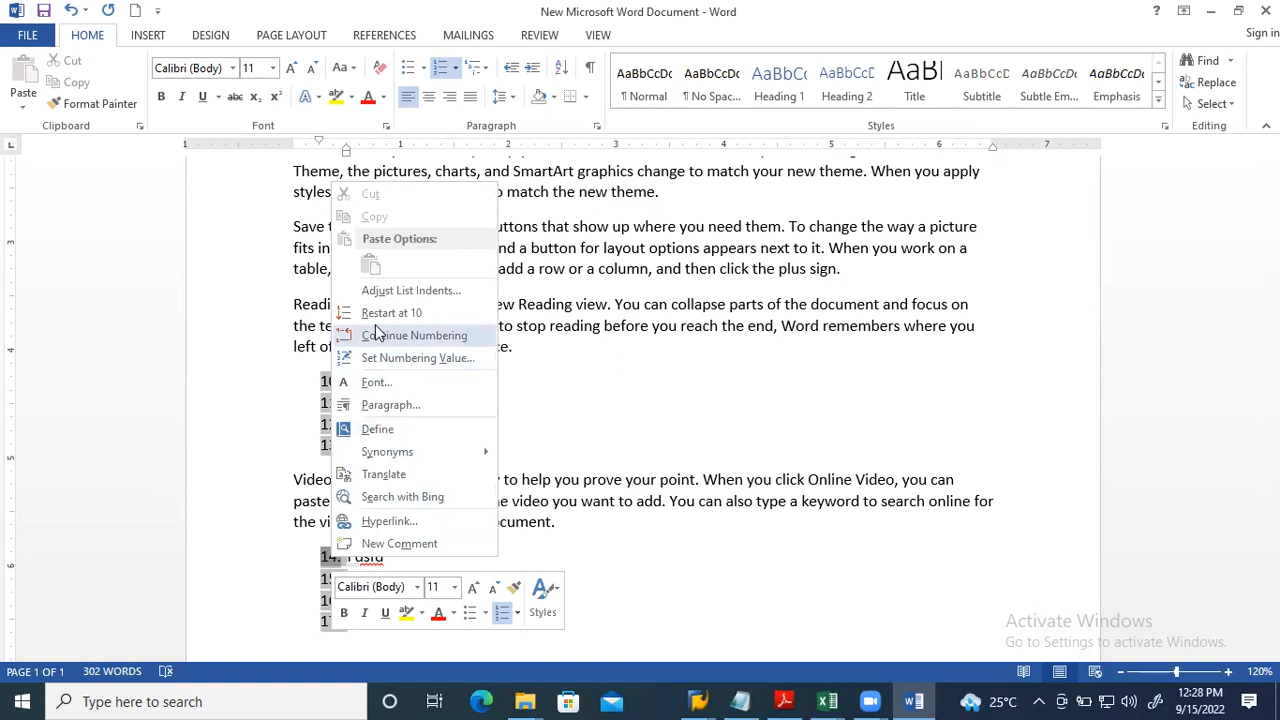 New Microsoft Word Document - Word
FILE HOME INSERT DESIGN PAGE LAYOUT REFERENCES MAILINGS REVIEW VIEW Sign in
Paste Cut Copy Format Painter
Calibri (Body) 11
AaBbCcDc AaBbCcDc AaBbCc AaBbCcD AaBl AaBbCcD AaBbCcDc AaBbCcDc
¶ Normal ¶ No Spac... Heading 1 Heading 2 Title Subtitle Subtle Em... Emphasis
Find Replace Select
Clipboard Font Paragraph Styles Editing
Theme, the pictures, charts, and SmartArt graphics change to match your new theme. When you apply
styles to match the new theme.
Save uttons that show up where you need them. To change the way a picture
fits in nd a button for layout options appears next to it. When you work on a
table, add a row or a column, and then click the plus sign.
Readi ew Reading view. You can collapse parts of the document and focus on
the te to stop reading before you reach the end, Word remembers where you
left of ce.
Video y to help you prove your point. When you click Online Video, you can
paste e video you want to add. You can also type a keyword to search online for
the vi ocument.
14.
Cut
Copy
Paste Options:
Adjust List Indents...
Restart at 10
Continue Numbering
Set Numbering Value...
Font...
Paragraph...
Define
Synonyms
Translate
Search with Bing
Hyperlink...
New Comment
Calibri (Body) 11
B I U A Styles
Activate Windows
Go to Settings to activate Windows.
PAGE 1 OF 1 302 WORDS 120%
Type here to search 25°C 12:28 PM
9/15/2022